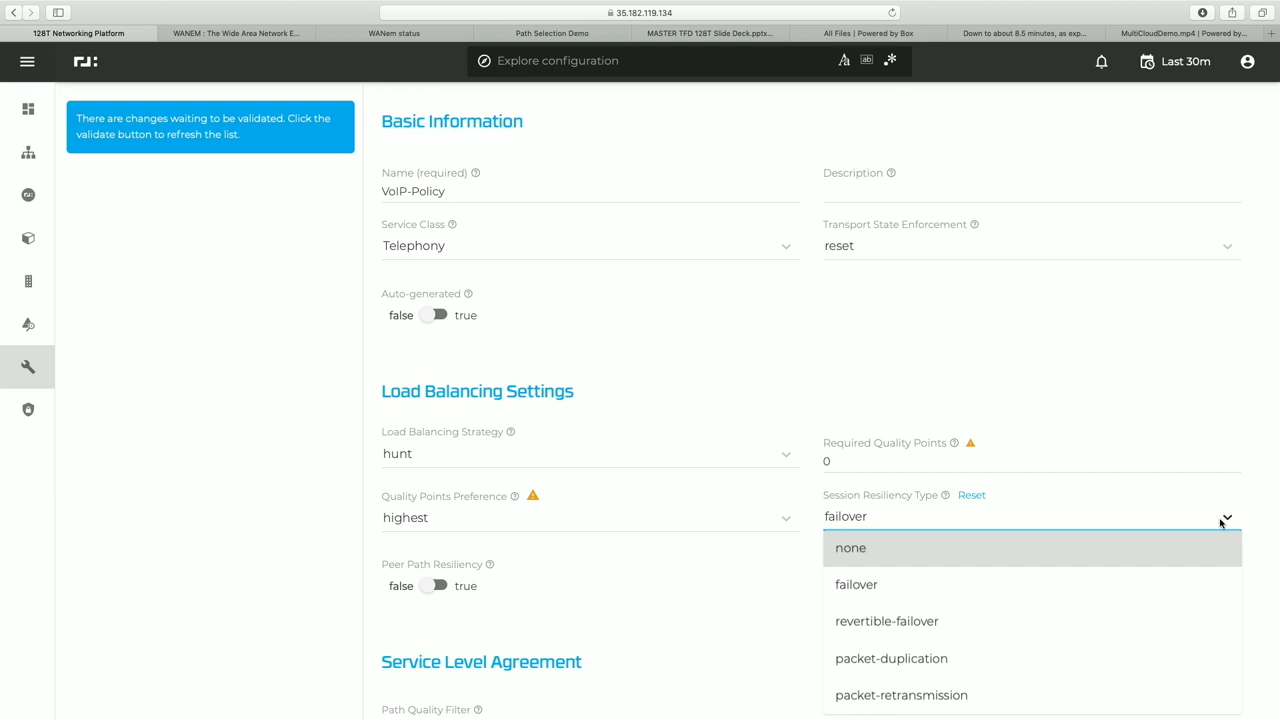 35.182.119.134
128T Networking Platform
WANEM : The Wide Area Network E...
WANem status
Path Selection Demo
MASTER TFD 128T Slide Deck.pptx...
All Files | Powered by Box
Down to about 8.5 minutes, as exp...
MultiCloudDemo.mp4 | Powered by...
Explore configuration
ab
Last 30m
There are changes waiting to be validated. Click the
validate button to refresh the list.
Basic Information
Name (required)
VoIP-Policy
Description
Service Class
Telephony
Transport State Enforcement
reset
Auto-generated
false true
Load Balancing Settings
Load Balancing Strategy
hunt
Required Quality Points
0
Quality Points Preference
highest
Session Resiliency Type Reset
failover
none
failover
revertible-failover
packet-duplication
packet-retransmission
Peer Path Resiliency
false true
Service Level Agreement
Path Quality Filter